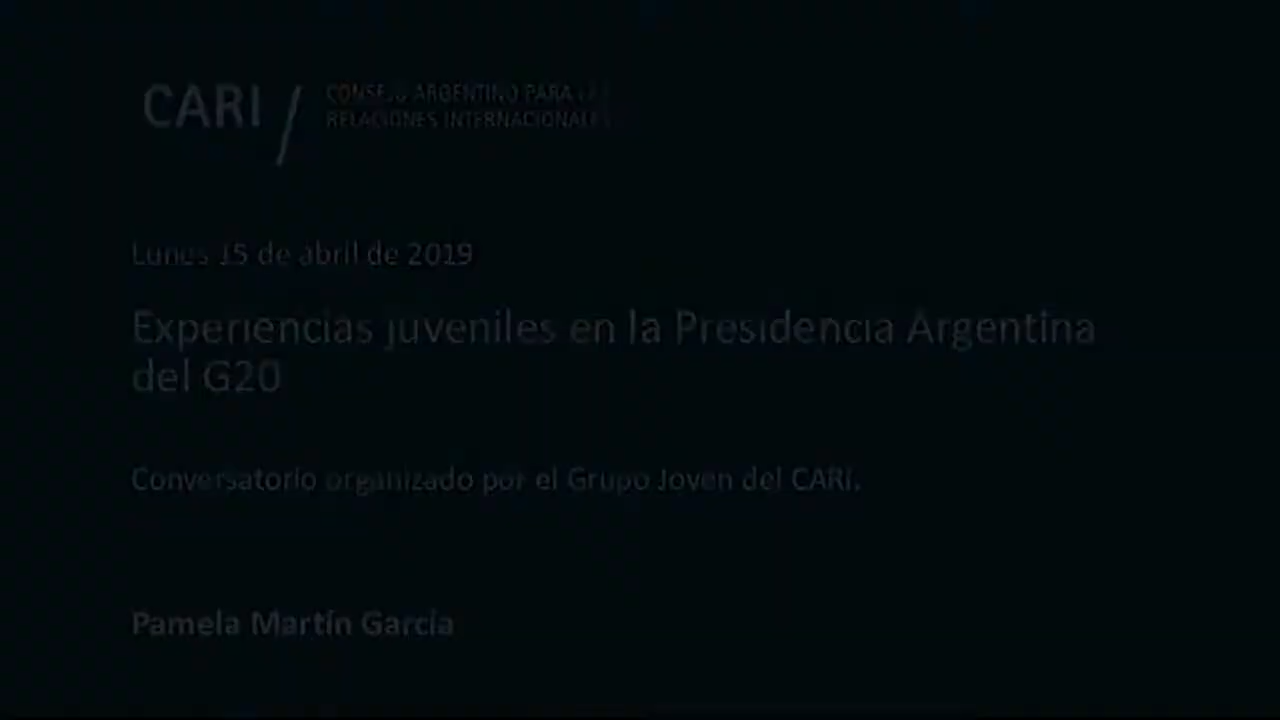 CARI
CONSEJO ARGENTINO PARA LAS
RELACIONES INTERNACIONALES
Lunes 15 de abril de 2019
Experiencias juveniles en la Presidencia Argentina
del G20
Conversatorio organizado por el Grupo Joven del CARI.
Pamela Martín García